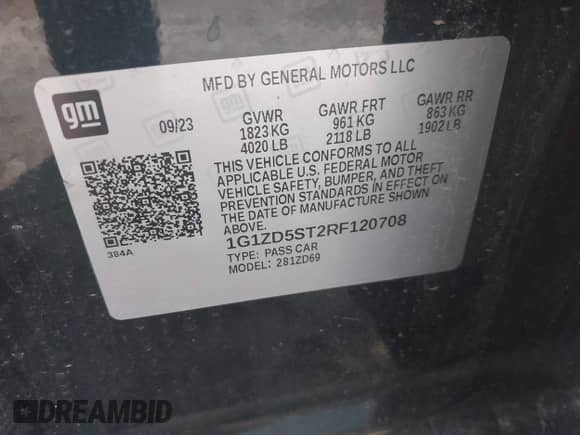 MFD BY GENERAL MOTORS LLC
gm
09/23
GVWR GAWR FRT GAWR RR
1823 KG 961 KG 863 KG
4020 LB 2118 LB 1902 LB
THIS VEHICLE CONFORMS TO ALL
APPLICABLE U.S. FEDERAL MOTOR
VEHICLE SAFETY, BUMPER, AND THEFT
PREVENTION STANDARDS IN EFFECT ON
THE DATE OF MANUFACTURE SHOWN
ABOVE.
384A
1G1ZD5ST2RF120708
TYPE: PASS CAR
MODEL: 281ZD69
DREAMBID